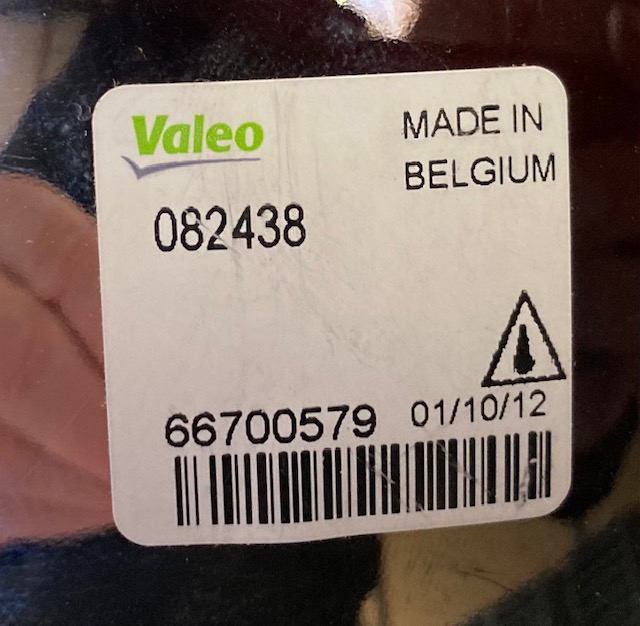 Valeo
MADE IN
BELGIUM
082438
66700579 01/10/12